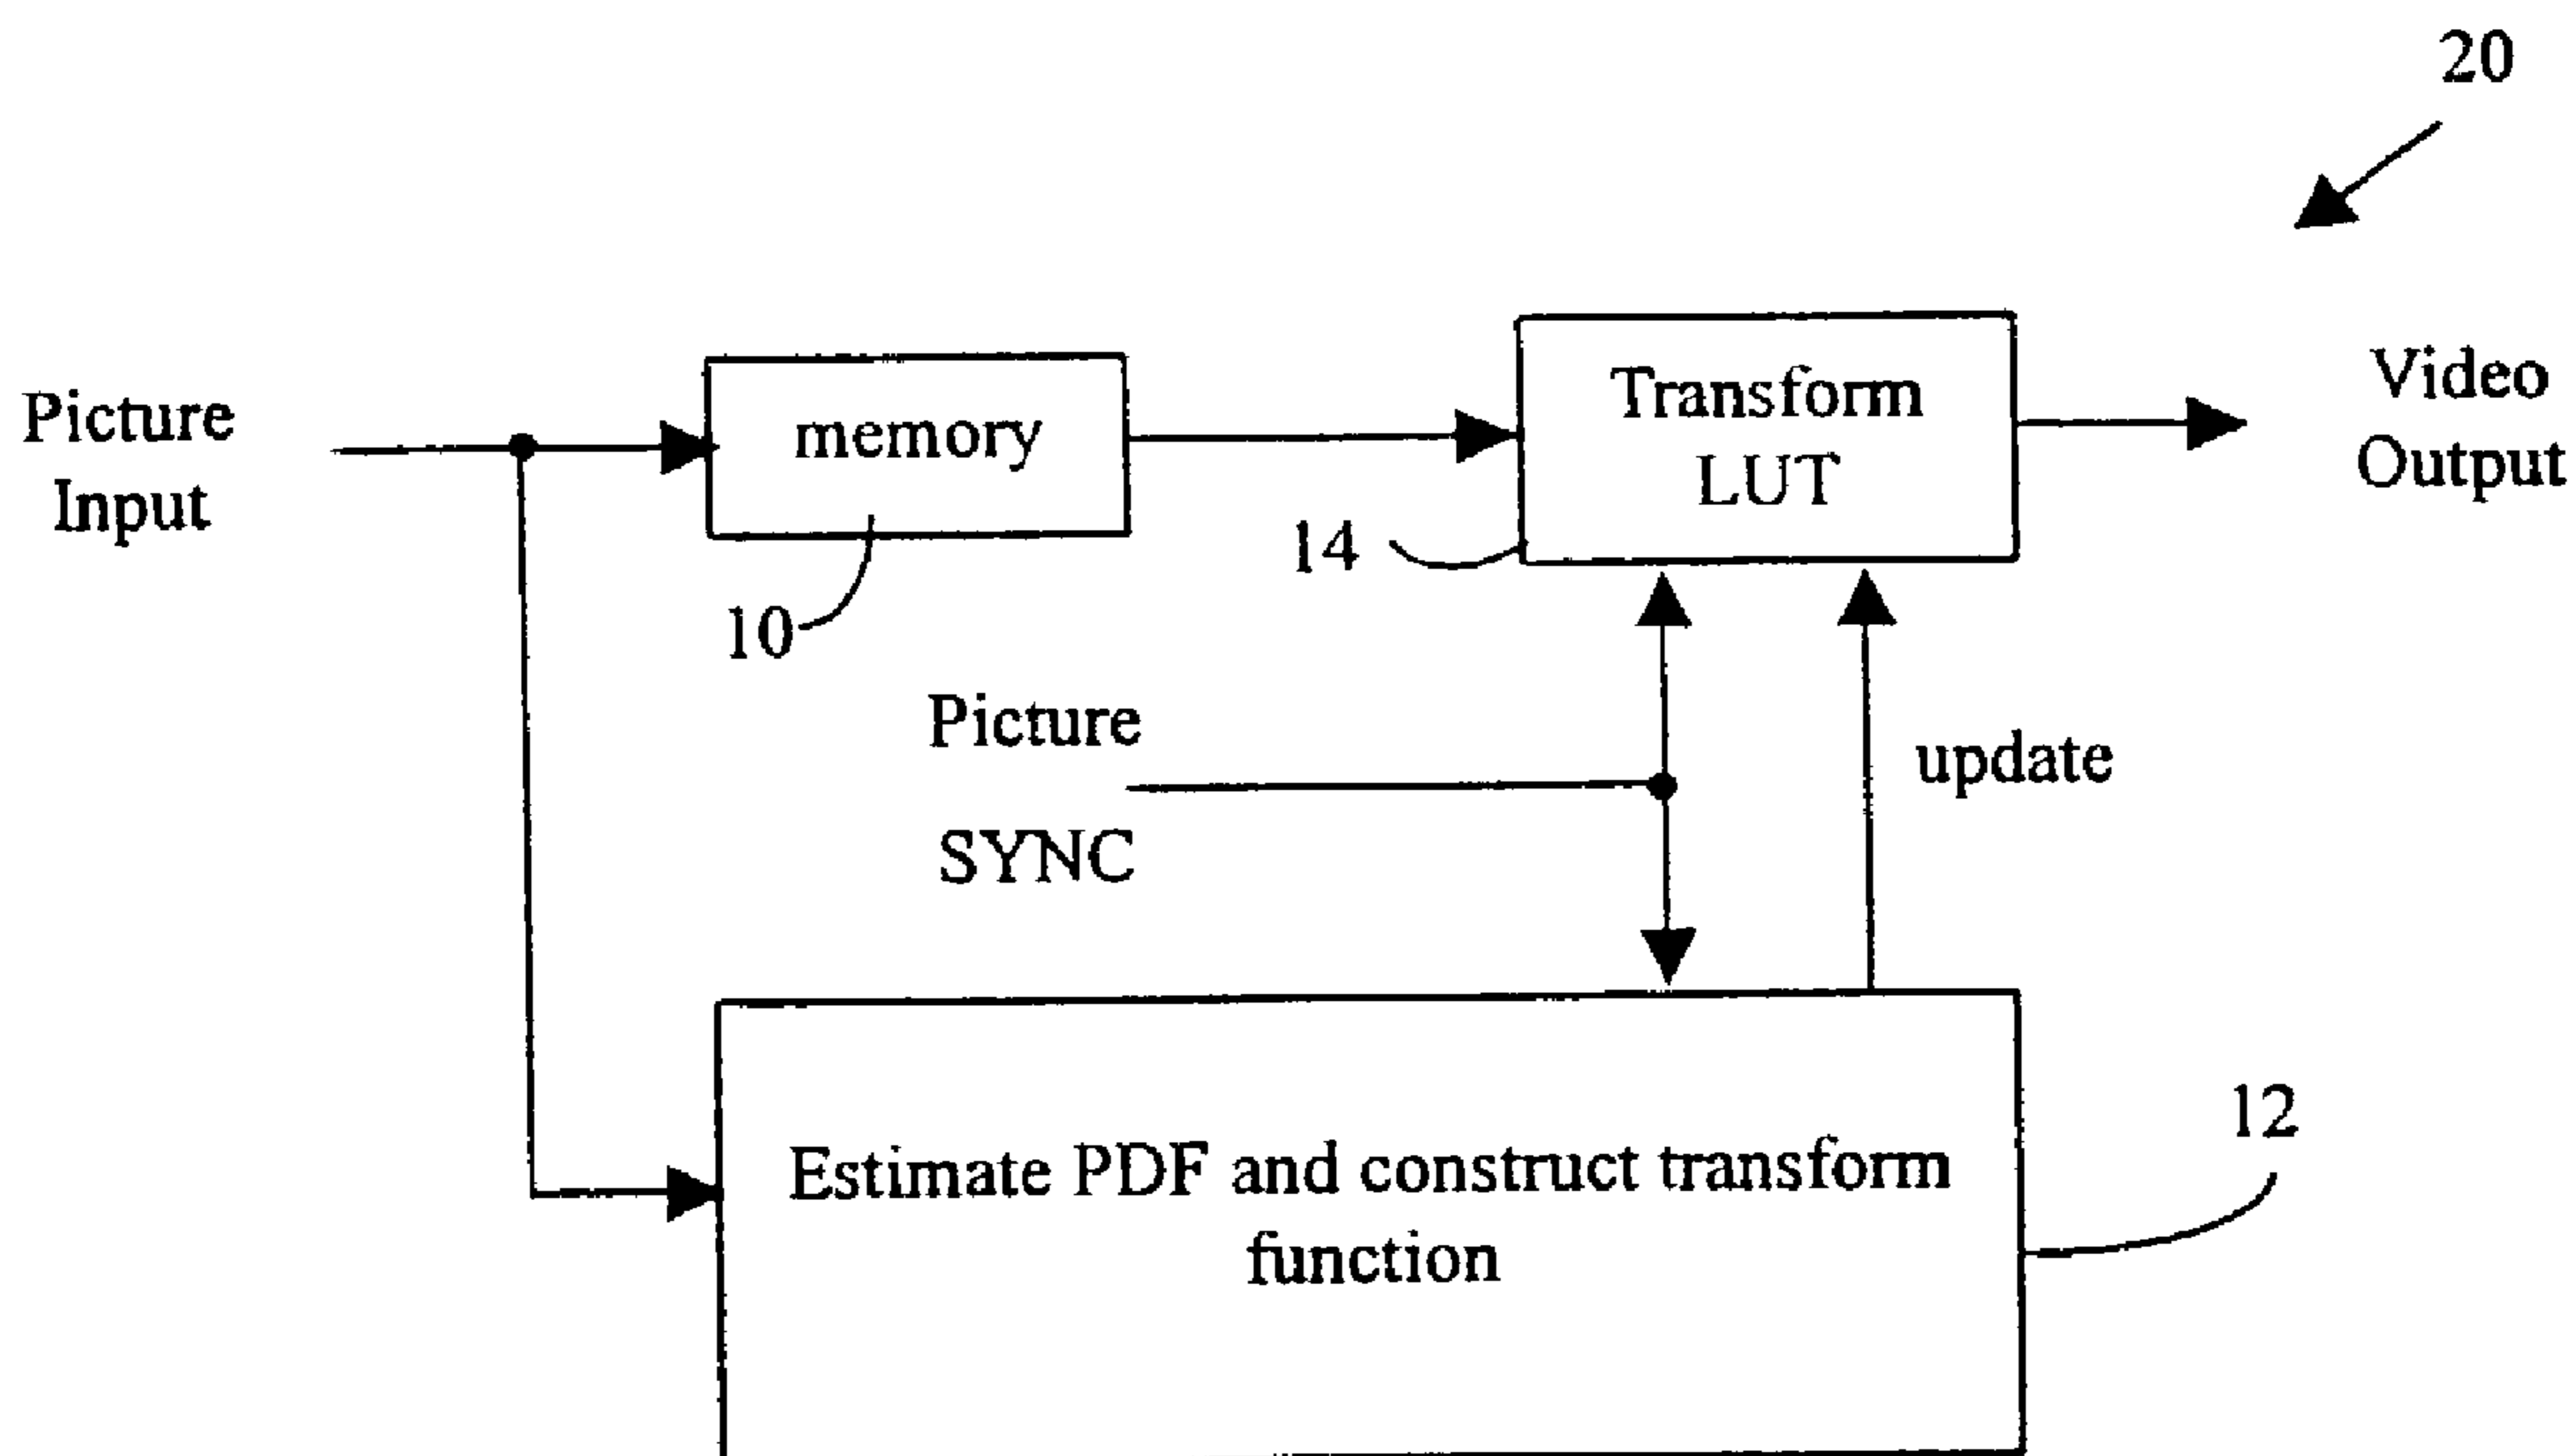 20
Picture
Input
memory
10
Transform
LUT
14
Video
Output
Picture
SYNC
update
Estimate PDF and construct transform
function
12